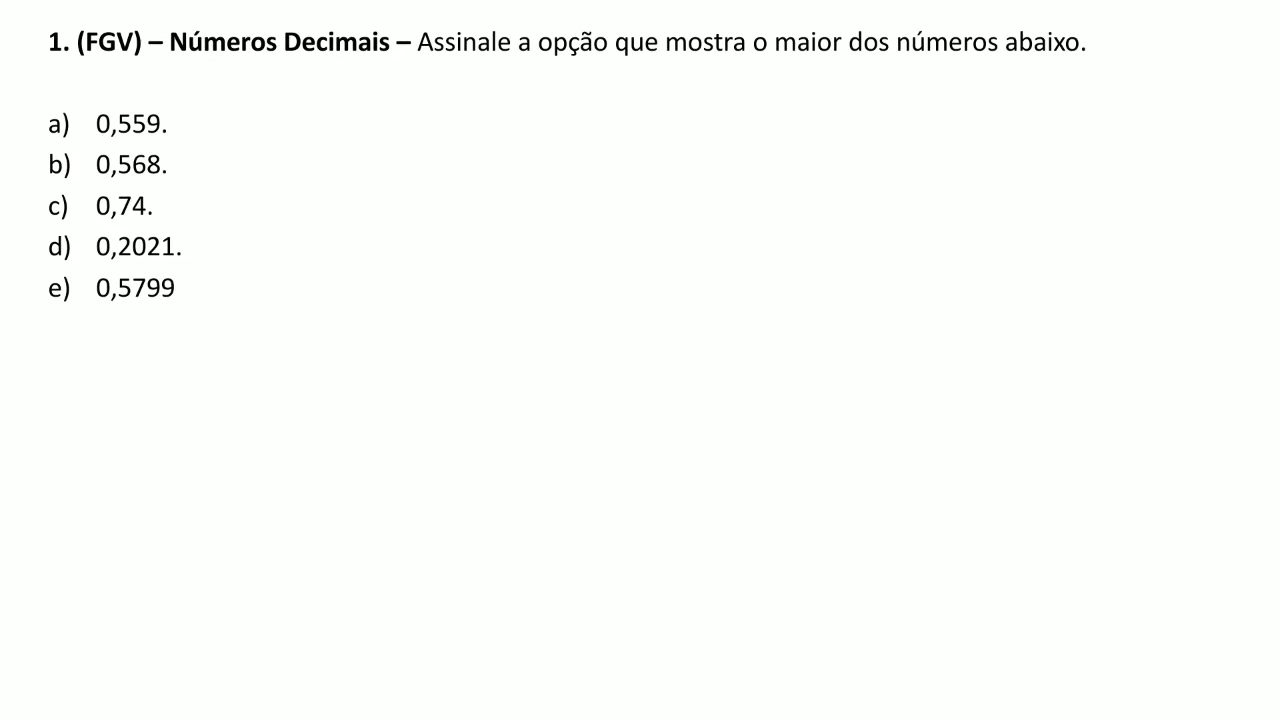 1. (FGV) – Números Decimais – Assinale a opção que mostra o maior dos números abaixo.
a) 0,559.
b) 0,568.
c) 0,74.
d) 0,2021.
e) 0,5799